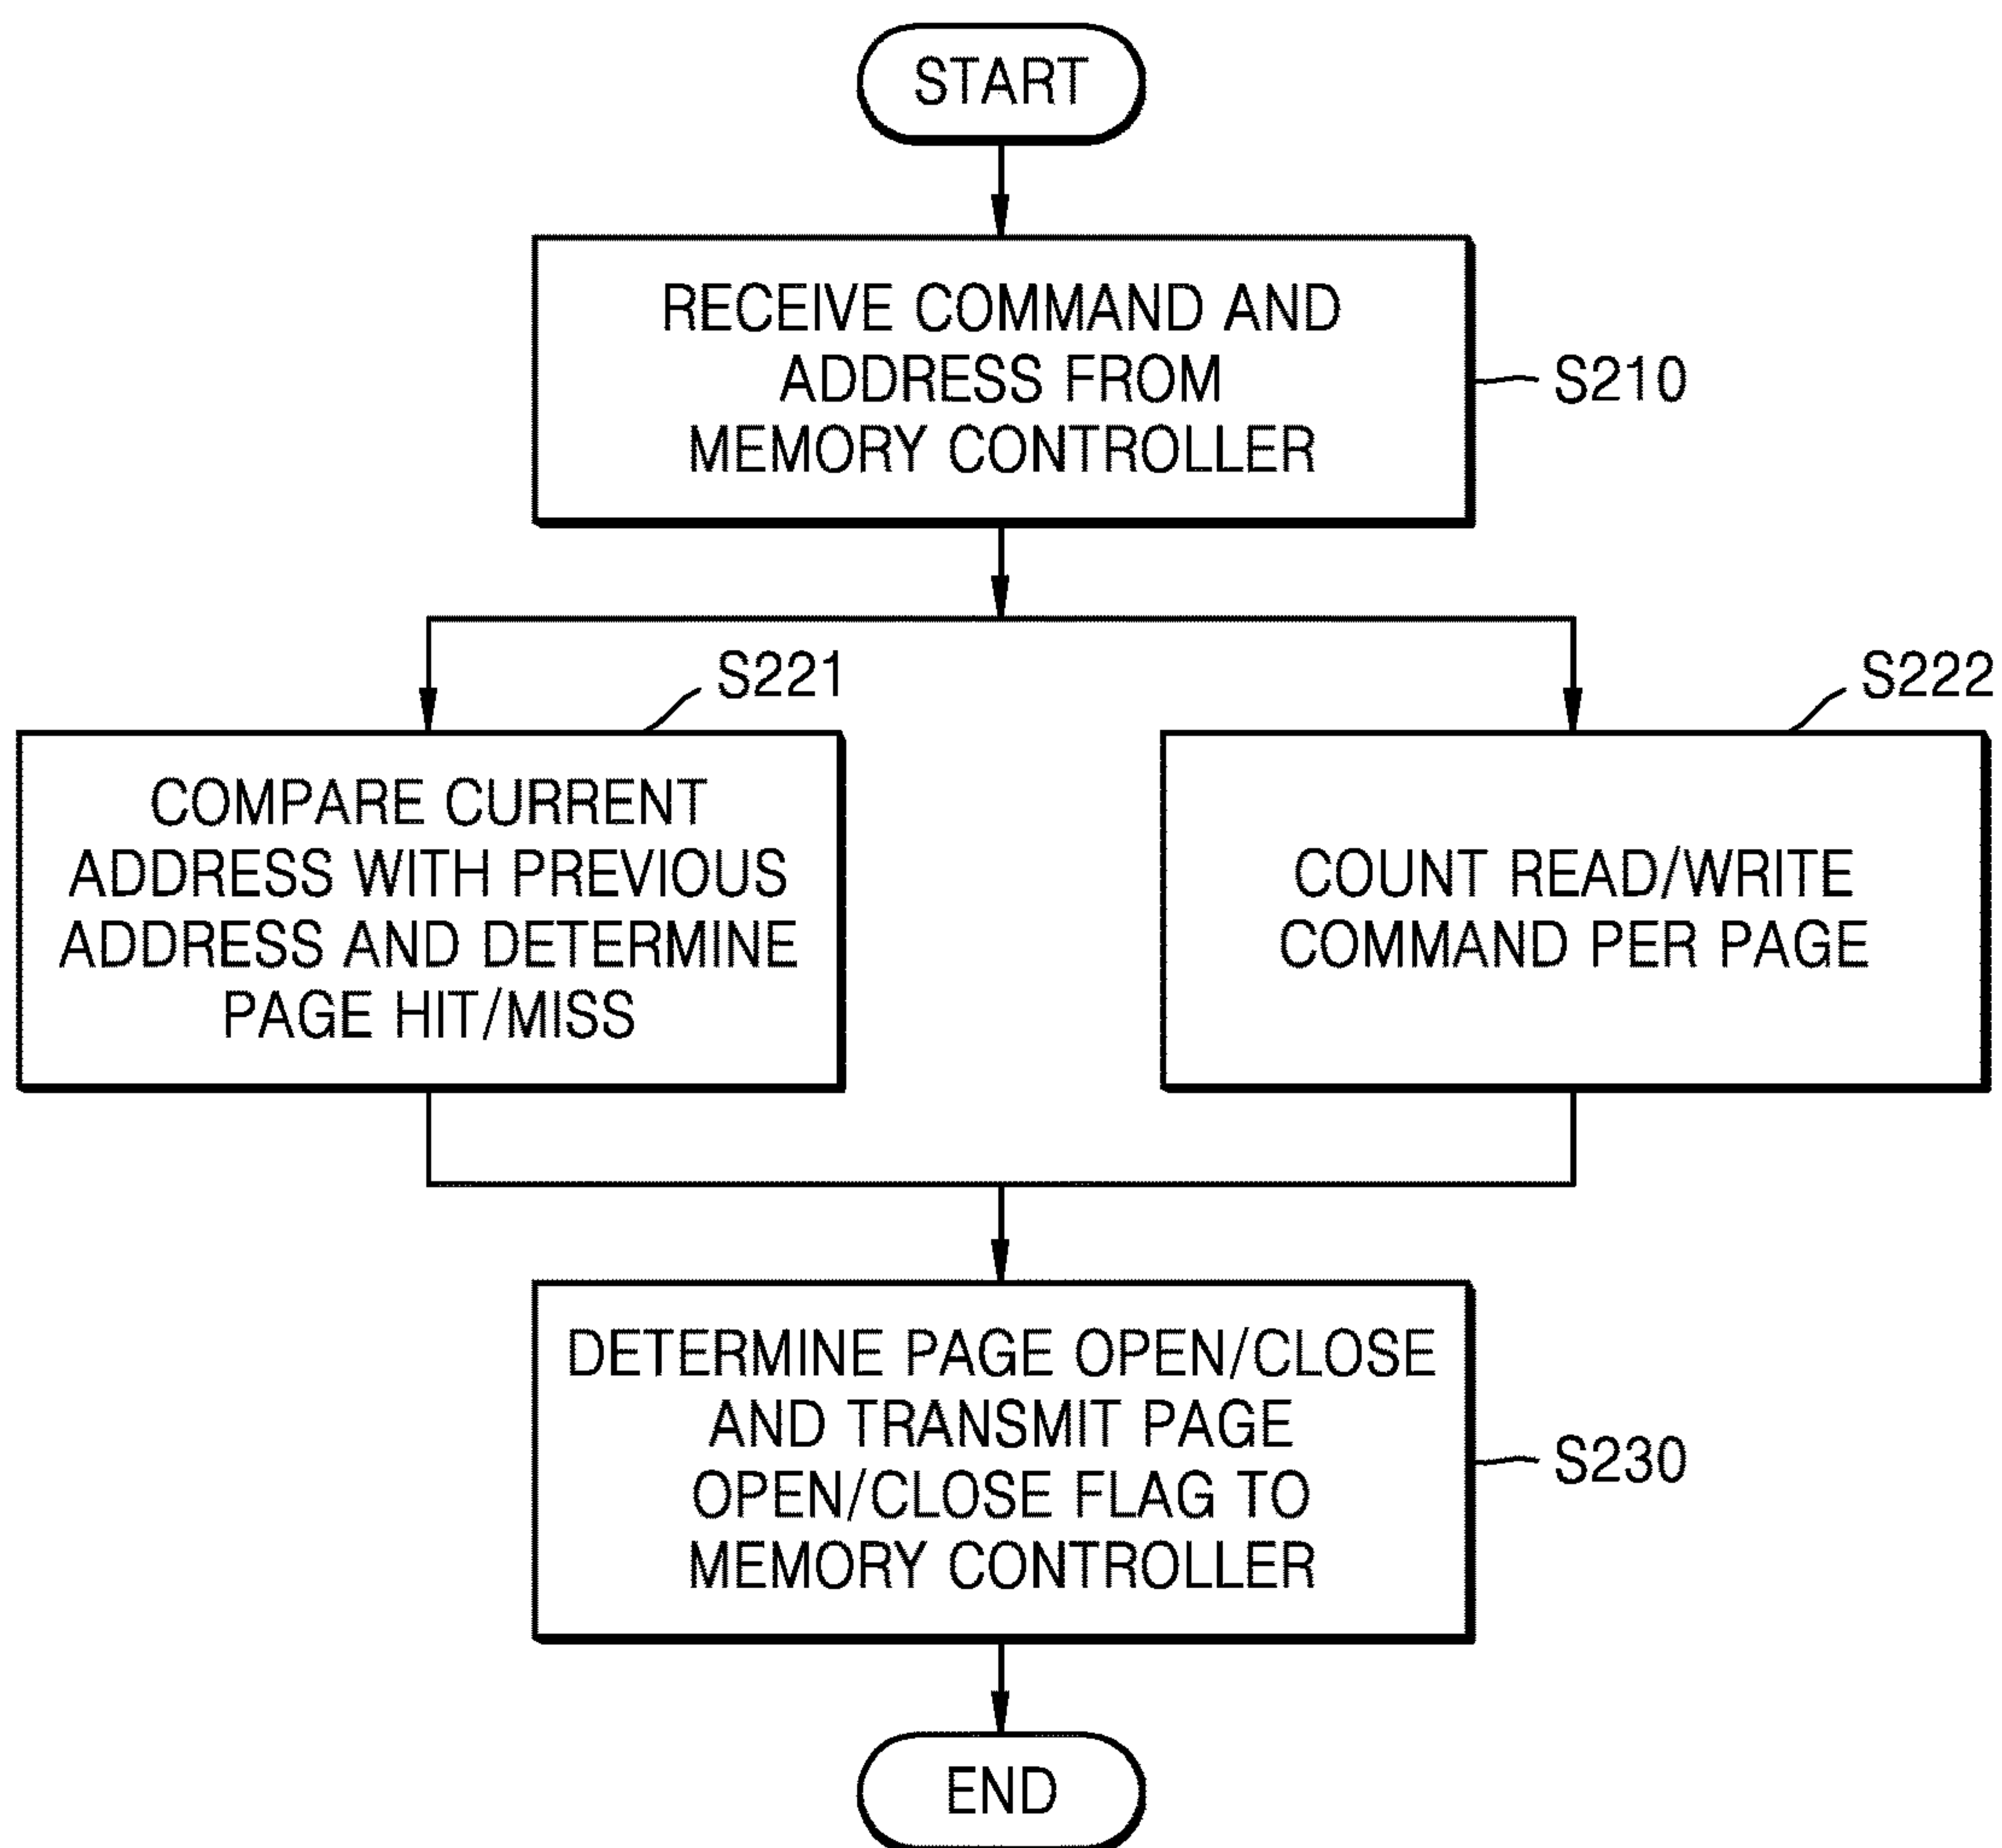 START
RECEIVE COMMAND AND
ADDRESS FROM
MEMORY CONTROLLER
S210
S221
COMPARE CURRENT
ADDRESS WITH PREVIOUS
ADDRESS AND DETERMINE
PAGE HIT/MISS
S222
COUNT READ/WRITE
COMMAND PER PAGE
DETERMINE PAGE OPEN/CLOSE
AND TRANSMIT PAGE
OPEN/CLOSE FLAG TO
MEMORY CONTROLLER
S230
END